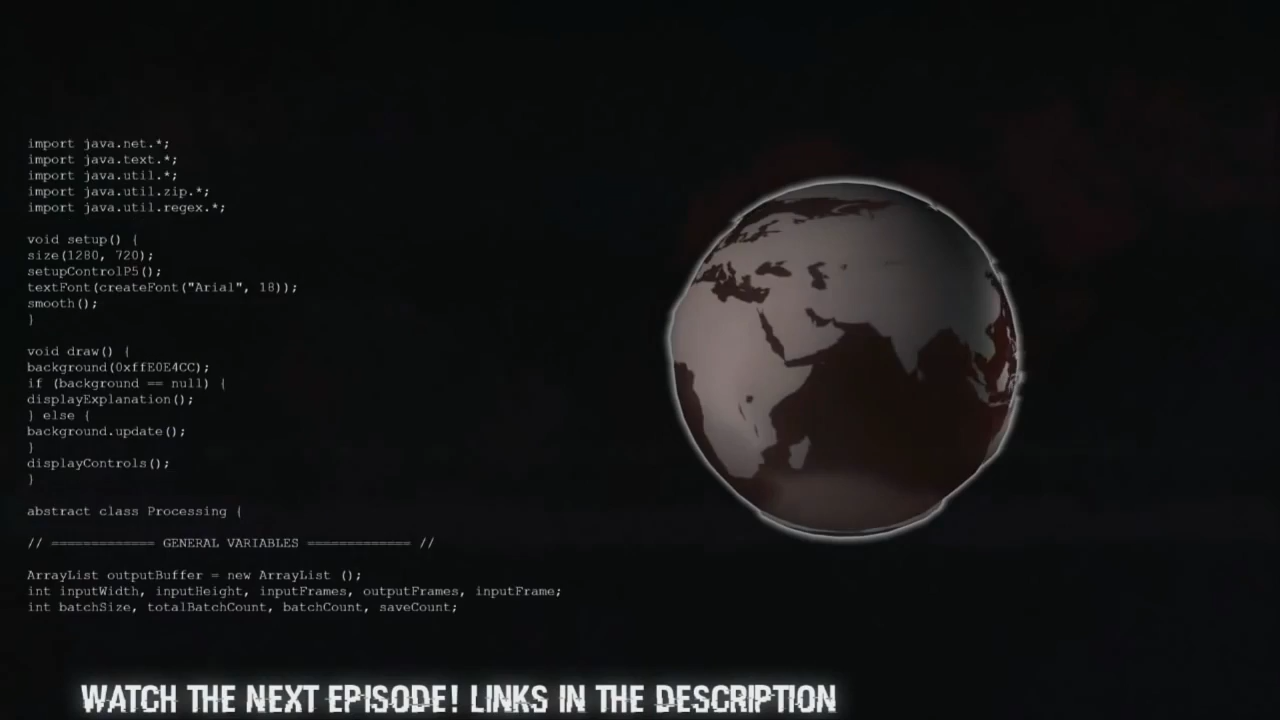 import java.net.*;
import java.text.*;
import java.util.*;
import java.util.zip.*;
import java.util.regex.*;
void setup() {
size(1280, 720);
setupControlP5();
textFont(createFont("Arial", 18));
smooth();
}
void draw() {
background(0xffE0E4CC);
if (background == null) {
displayExplanation();
} else {
background.update();
}
displayControls();
}
abstract class Processing {
// ============= GENERAL VARIABLES ============= //
ArrayList outputBuffer = new ArrayList ();
int inputWidth, inputHeight, inputFrames, outputFrames, inputFrame;
int batchSize, totalBatchCount, batchCount, saveCount;
WATCH THE NEXT EPISODE! LINKS IN THE DESCRIPTION